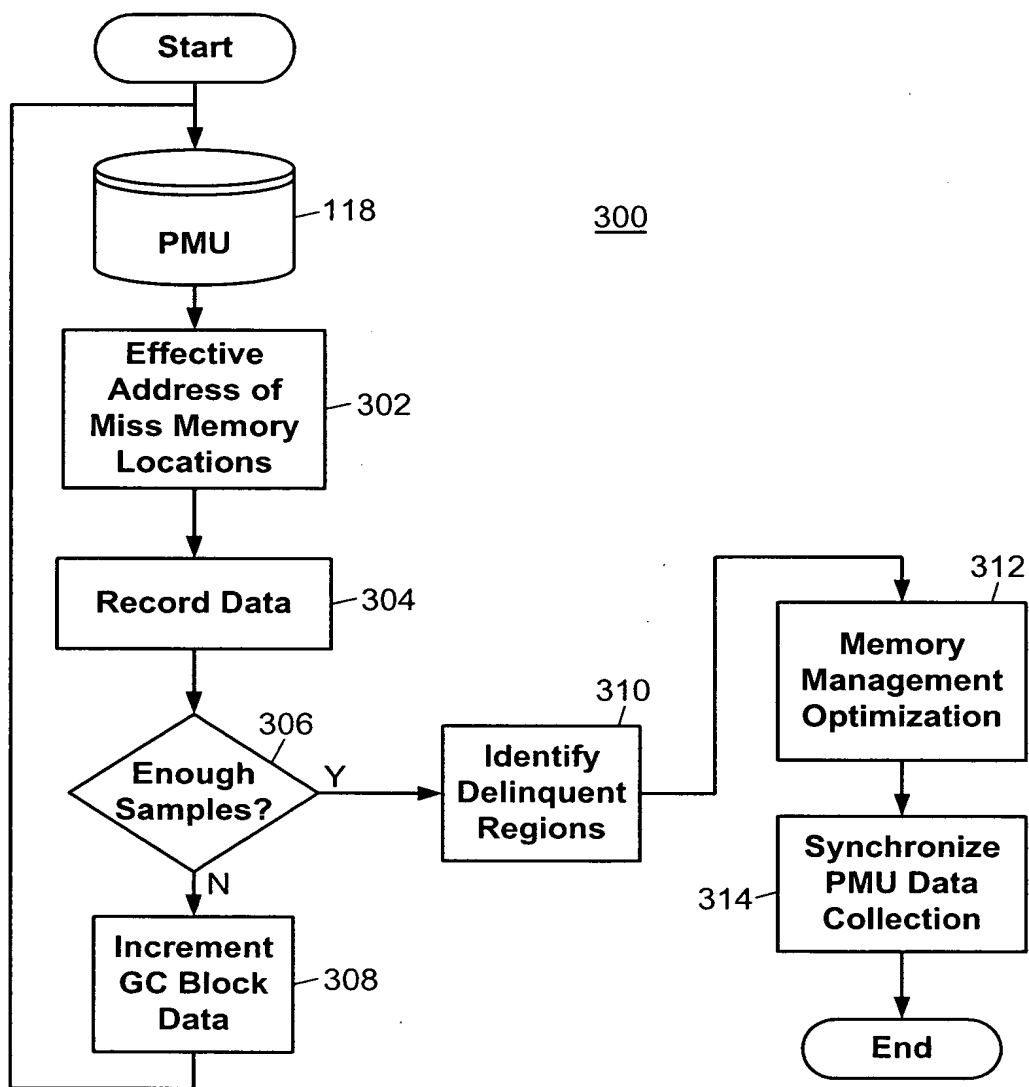 Start
PMU
118
300
Effective
Address of
Miss Memory
Locations
302
Record Data
304
306
Enough
Samples?
Y
N
Increment
GC Block
Data
308
310
Identify
Delinquent
Regions
312
Memory
Management
Optimization
Synchronize
PMU Data
Collection
314
End